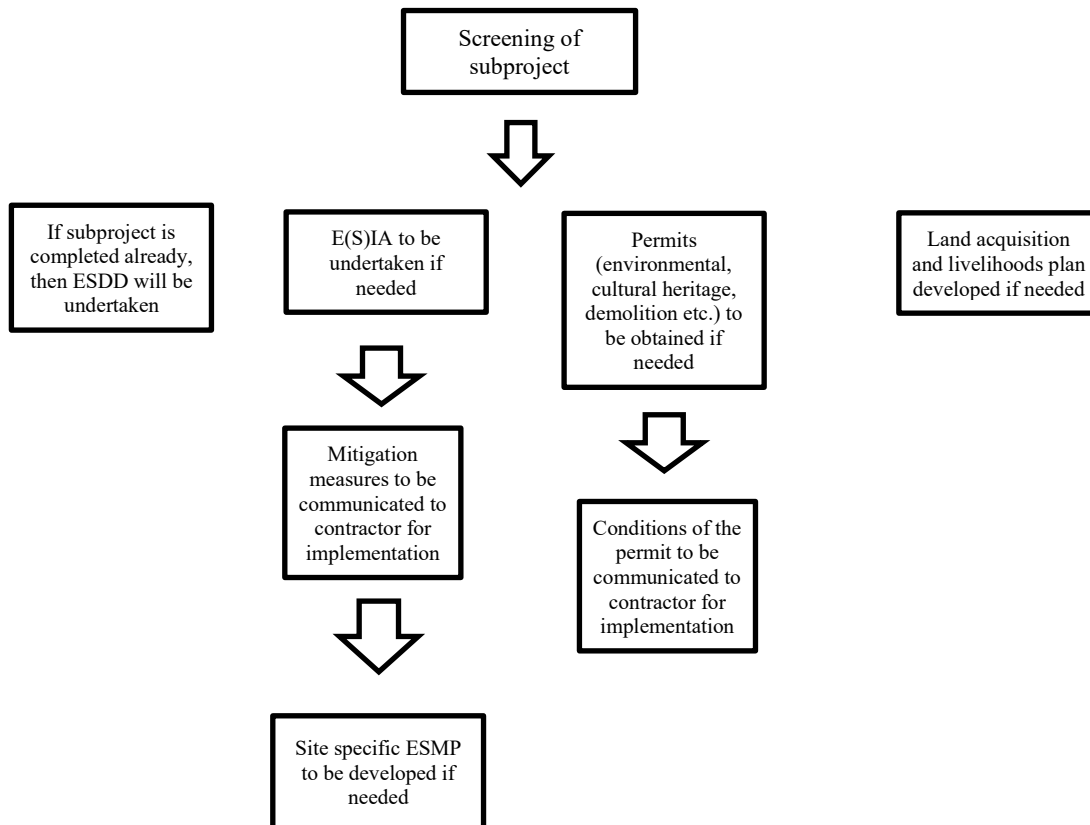 Screening of
subproject
If subproject is
completed already,
then ESDD will be
undertaken
E(S)IA to be
undertaken if
needed
Permits
(environmental,
cultural heritage,
demolition etc.) to
be obtained if
needed
Land acquisition
and livelihoods plan
developed if needed
Mitigation
measures to be
communicated to
contractor for
implementation
Conditions of the
permit to be
communicated to
contractor for
implementation
Site specific ESMP
to be developed if
needed